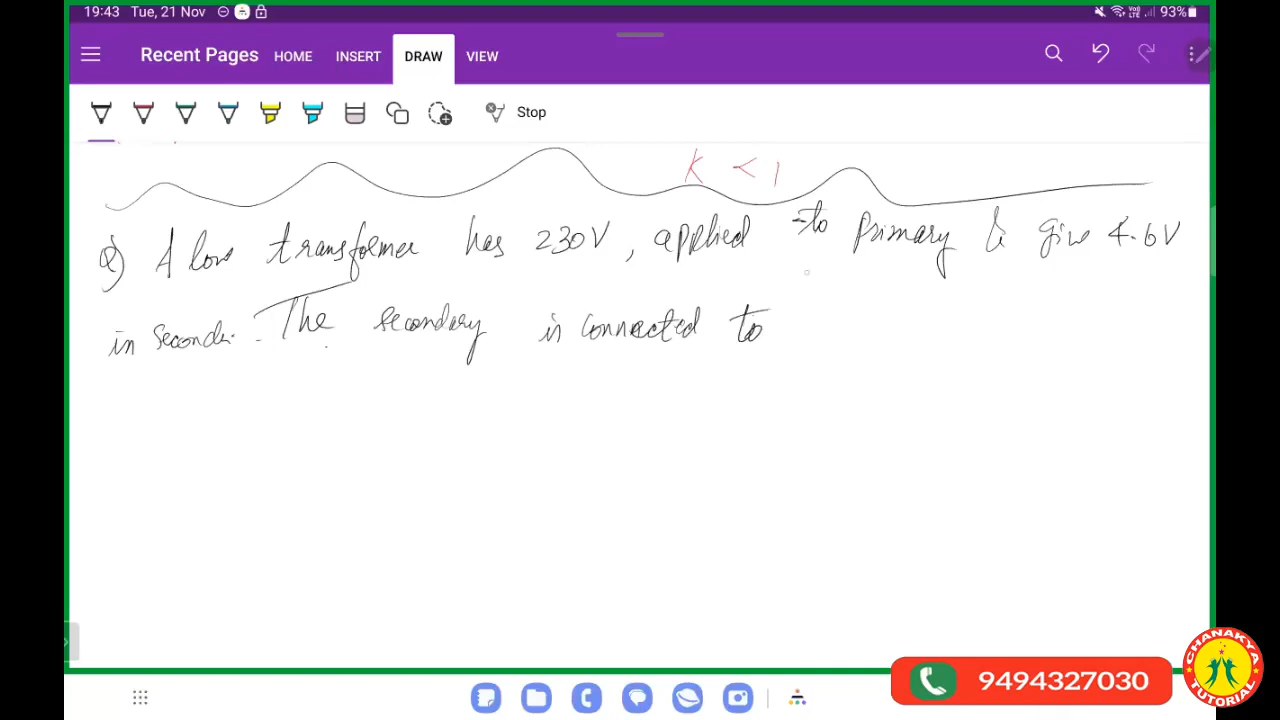 19:43 Tue, 21 Nov
93%
Recent Pages HOME INSERT DRAW VIEW
Stop
K < 1
Q) A low transformer has 230V, applied to primary & give 4.6V
in second. The secondary is connected to
9494327030
CHANAKYA
TUTORIAL